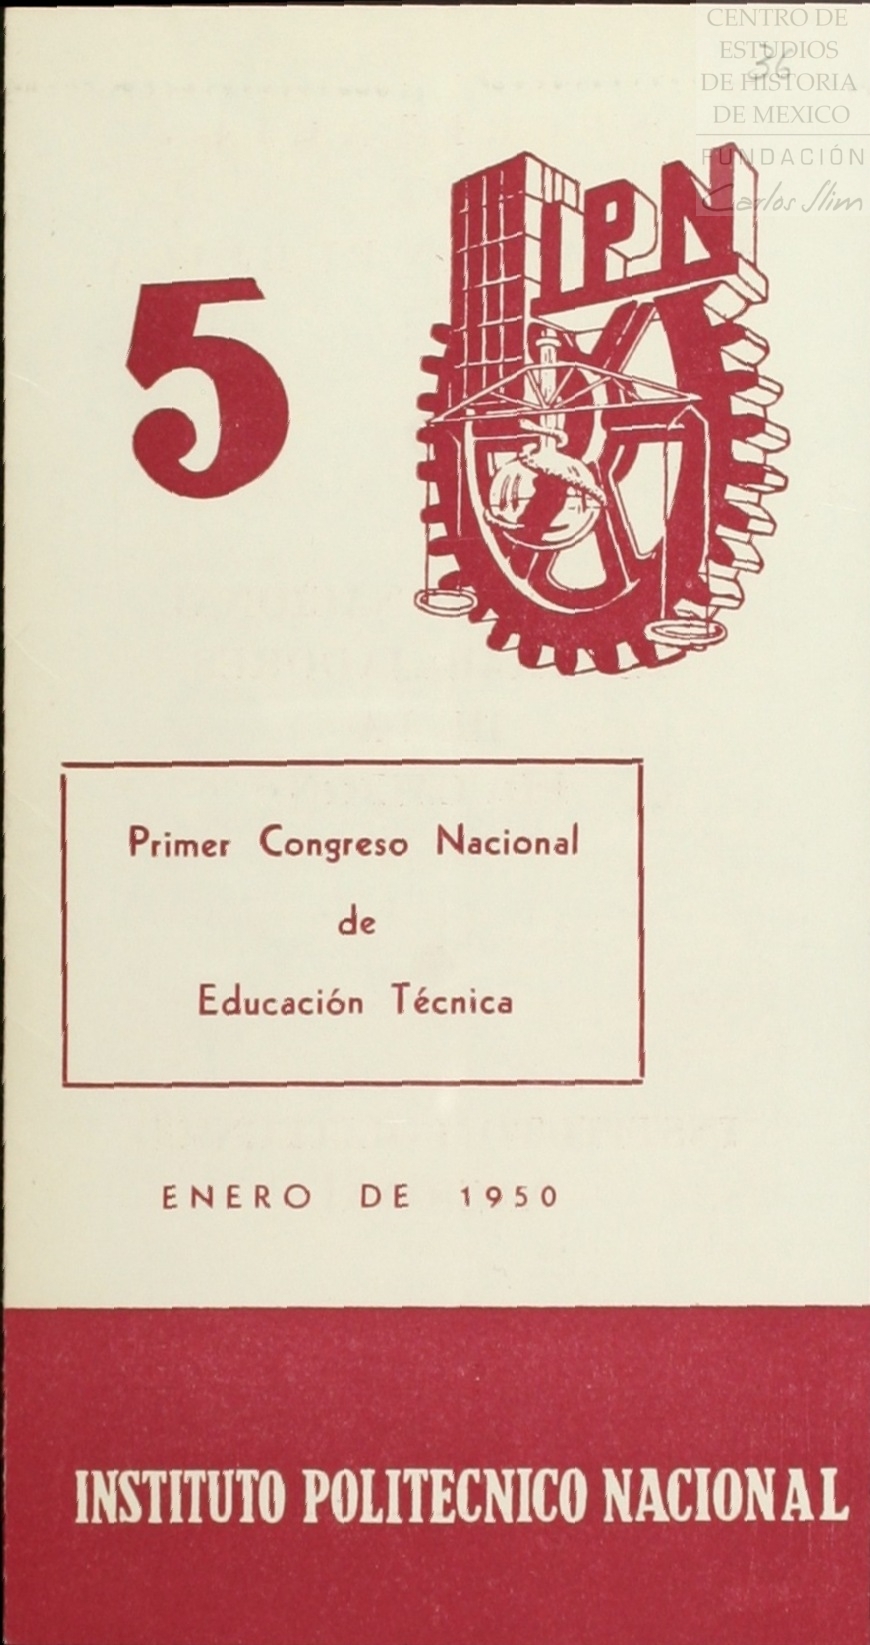 CENTRO DE
ESTUDIOS
DE HISTORIA
DE MEXICO
FUNDACIÓN
Carlos Slim
36
IPN
5
Primer Congreso Nacional
de
Educación Técnica
ENERO DE 1950
INSTITUTO POLITECNICO NACIONAL